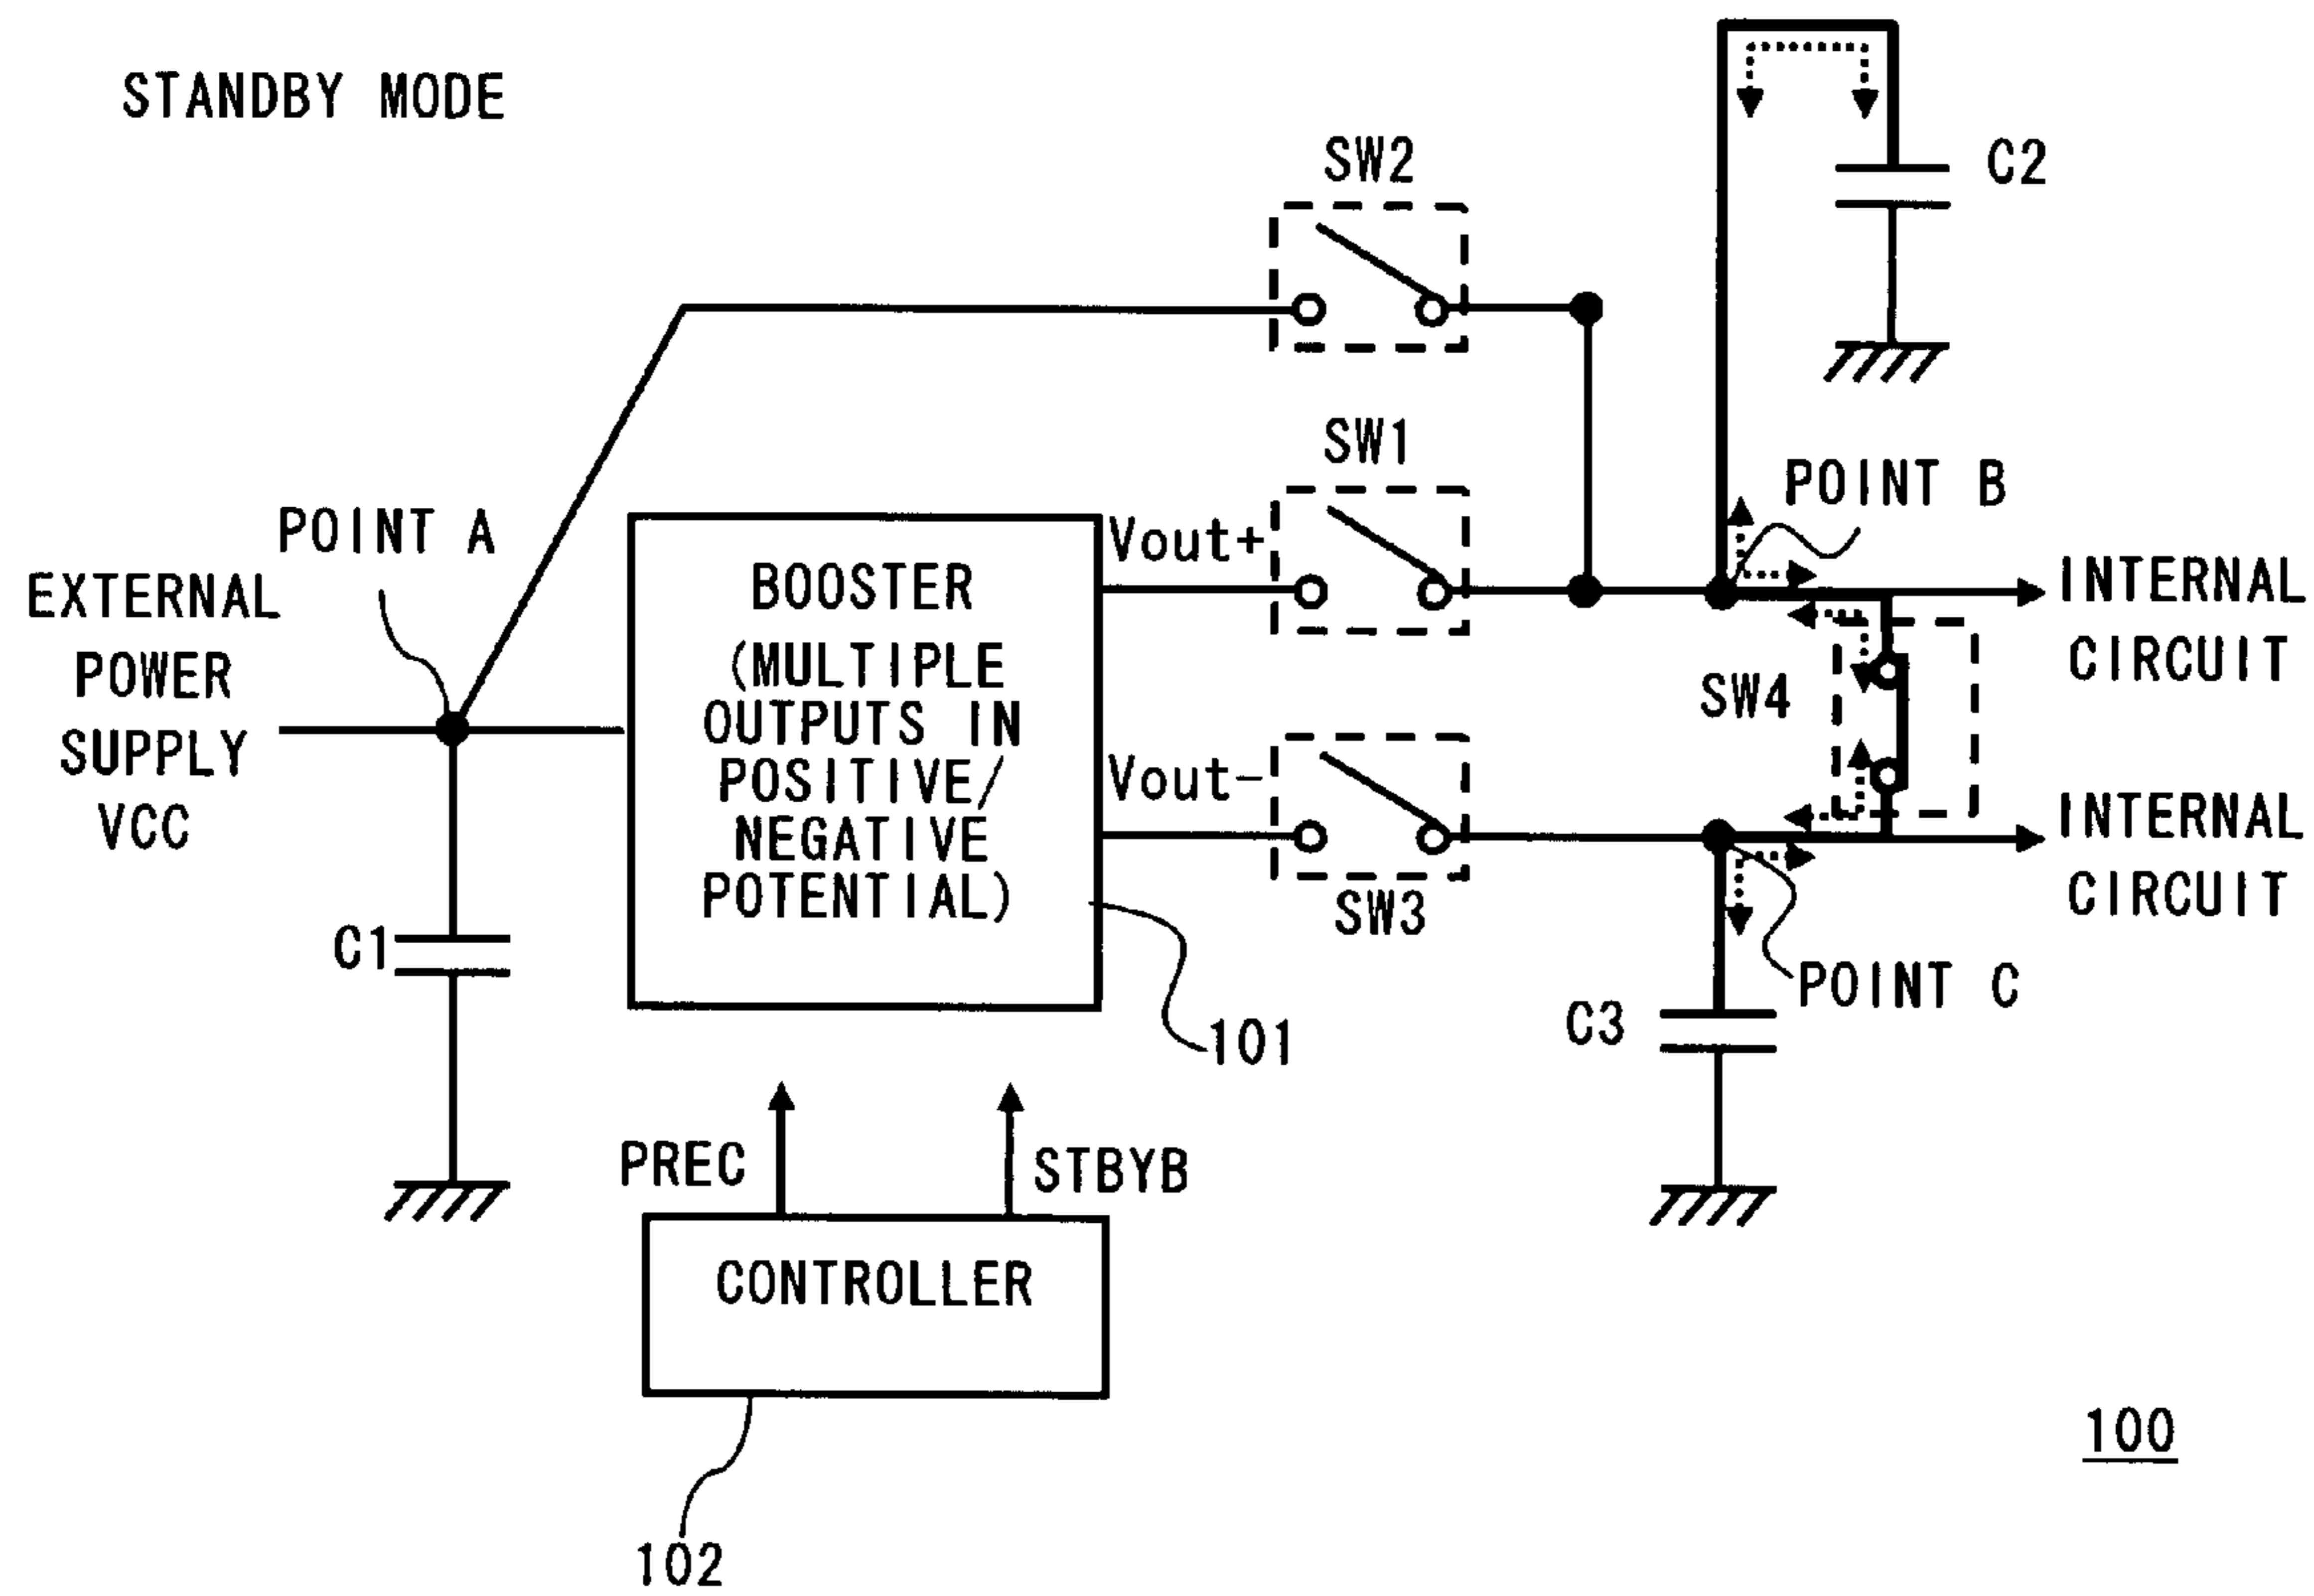 STANDBY MODE
SW2
C2
SW1
POINT B
POINT A
Vout+
EXTERNAL
POWER
SUPPLY
VCC
BOOSTER
(MULTIPLE
OUTPUTS IN
POSITIVE/
NEGATIVE
POTENTIAL)
INTERNAL
CIRCUIT
SW4
Vout-
INTERNAL
CIRCUIT
SW3
C1
POINT C
C3
101
PREC
STBYB
CONTROLLER
100
102